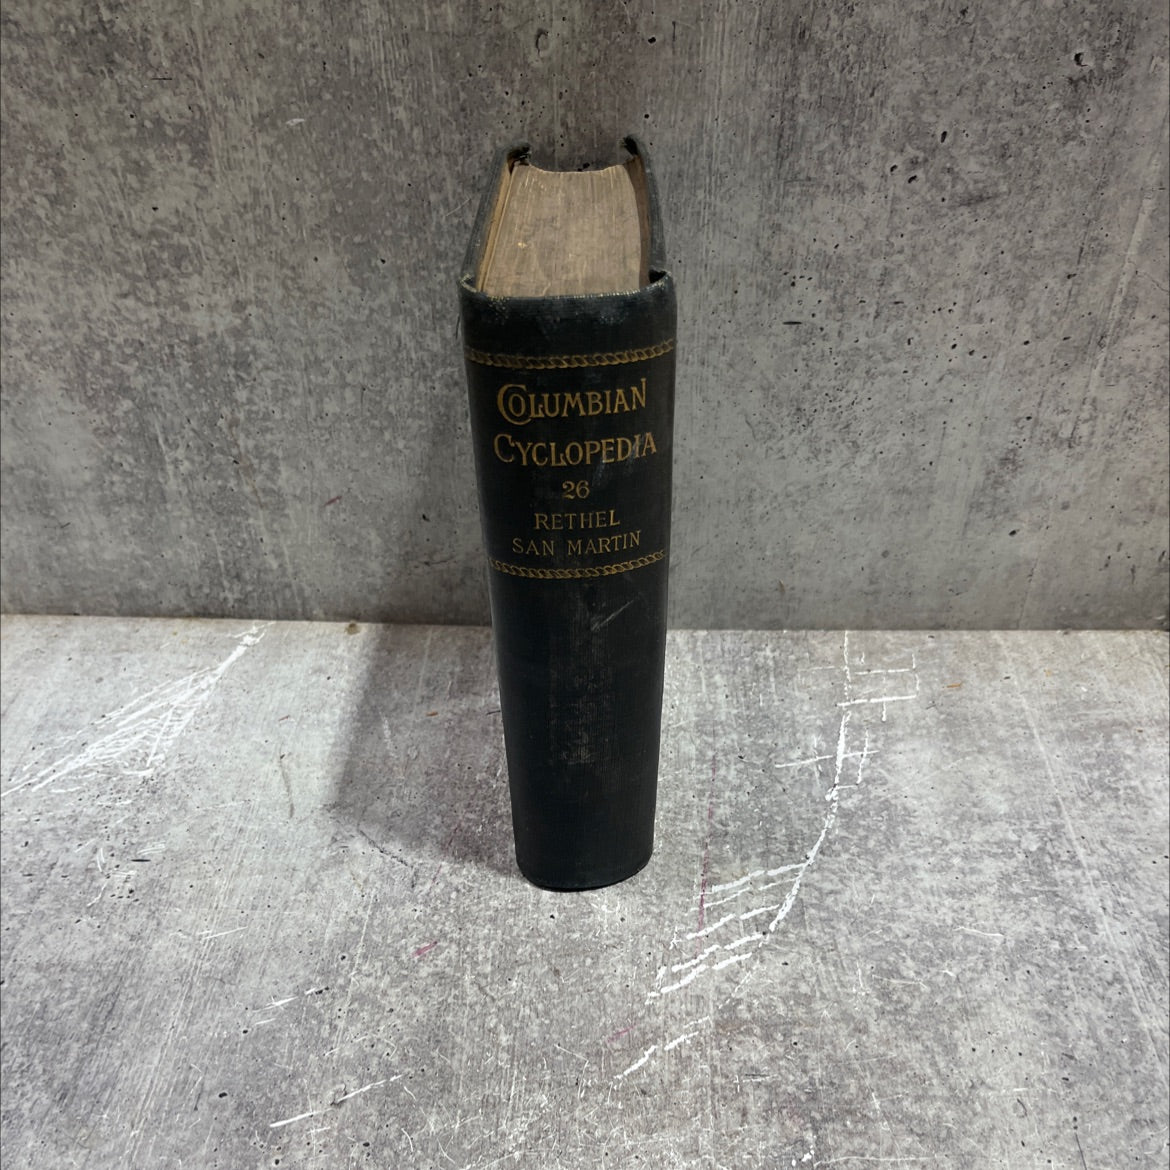 COLUMBIAN
CYCLOPEDIA
26
RETHEL
SAN MARTIN